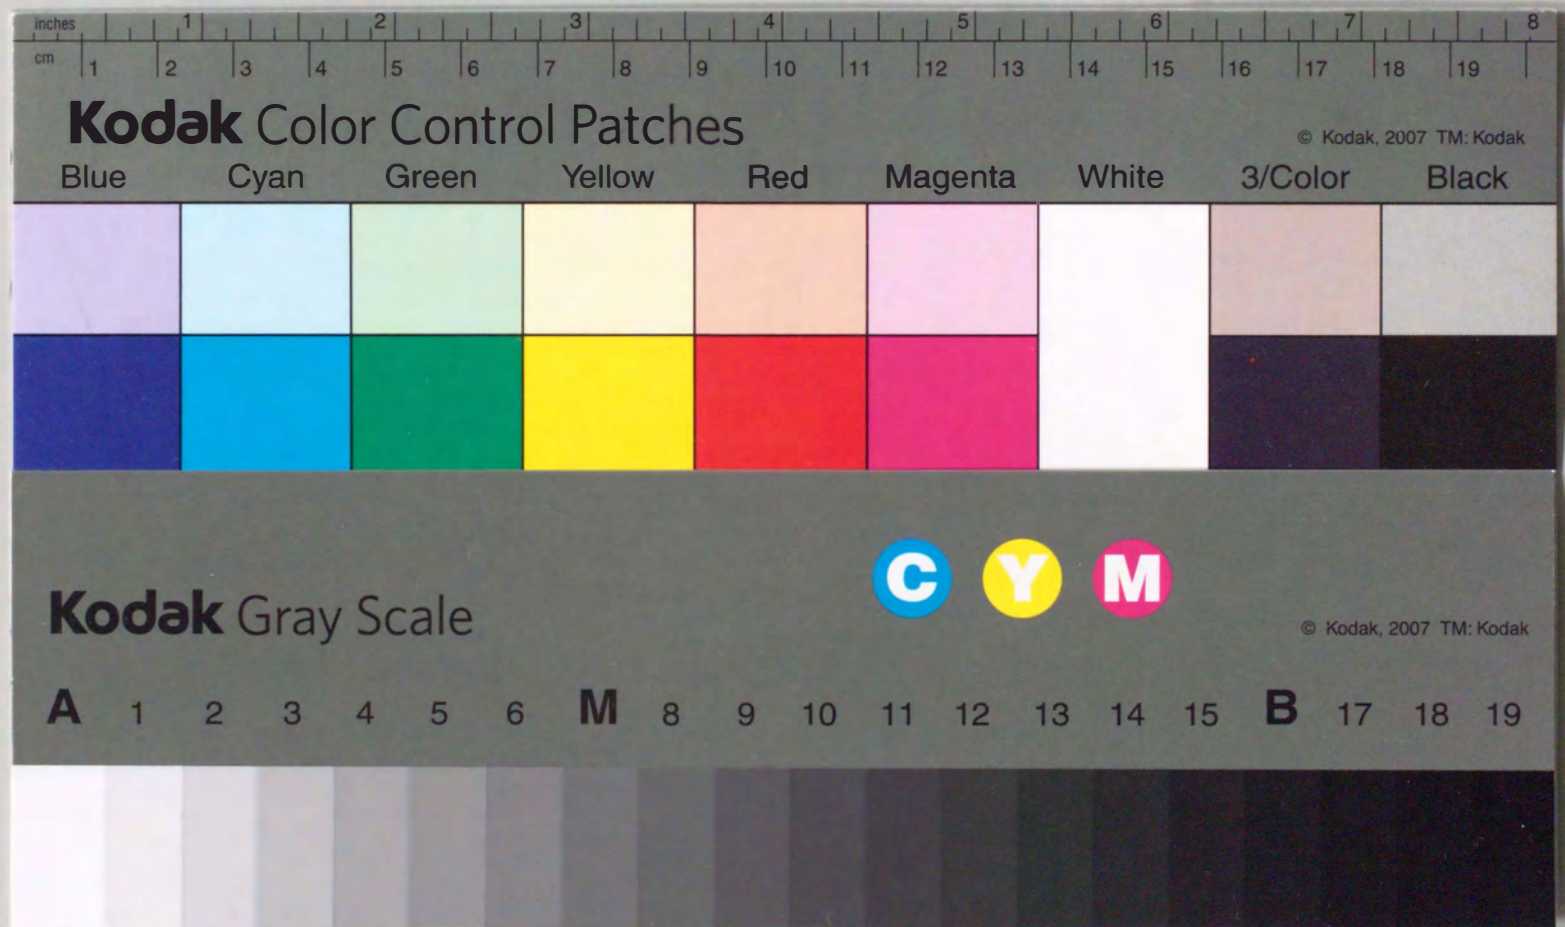 inches 1 2 3 4 5 6 7 8
cm 1 2 3 4 5 6 7 8 9 10 11 12 13 14 15 16 17 18 19
Kodak Color Control Patches
© Kodak, 2007 TM: Kodak
Blue Cyan Green Yellow Red Magenta White 3/Color Black
C Y M
Kodak Gray Scale
© Kodak, 2007 TM: Kodak
A 1 2 3 4 5 6 M 8 9 10 11 12 13 14 15 B 17 18 19